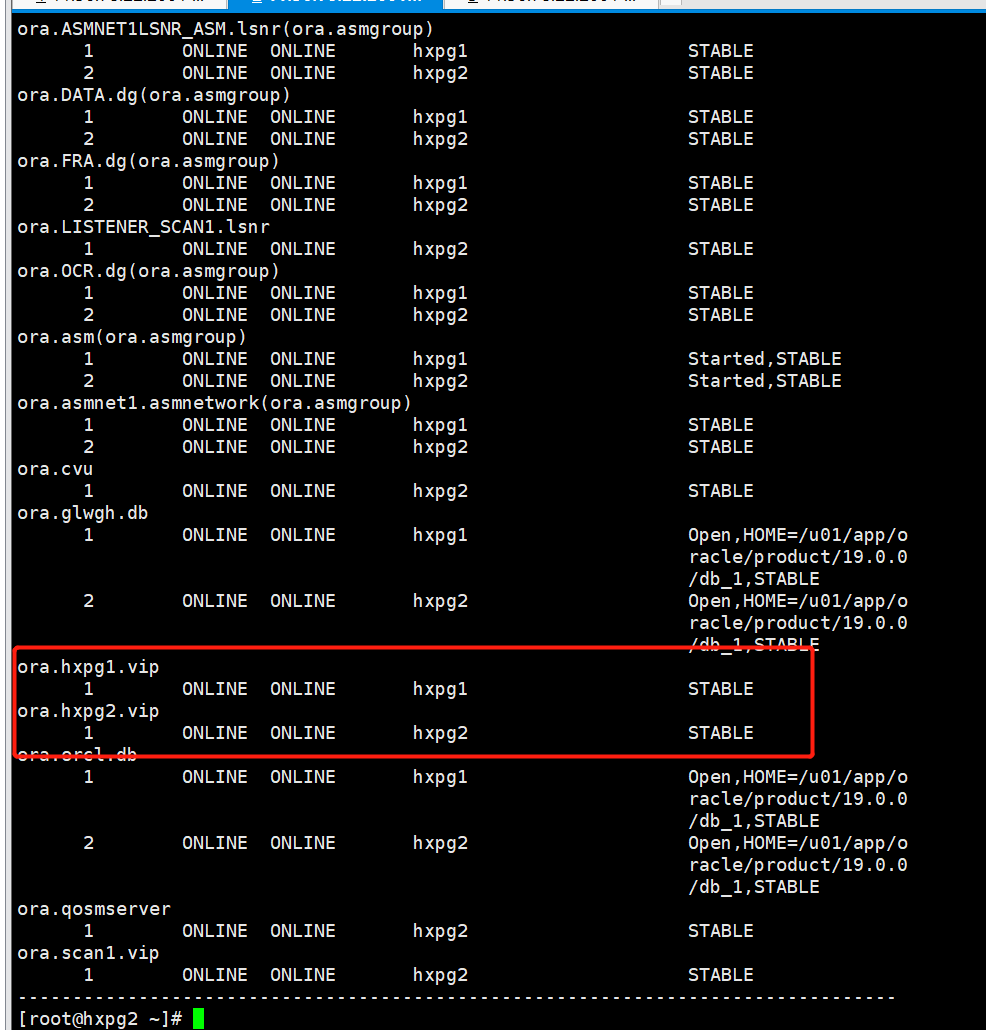 ora.ASMNET1LSNR_ASM.lsnr(ora.asmgroup)
1 ONLINE ONLINE hxpg1 STABLE
2 ONLINE ONLINE hxpg2 STABLE
ora.DATA.dg(ora.asmgroup)
1 ONLINE ONLINE hxpg1 STABLE
2 ONLINE ONLINE hxpg2 STABLE
ora.FRA.dg(ora.asmgroup)
1 ONLINE ONLINE hxpg1 STABLE
2 ONLINE ONLINE hxpg2 STABLE
ora.LISTENER_SCAN1.lsnr
1 ONLINE ONLINE hxpg2 STABLE
ora.OCR.dg(ora.asmgroup)
1 ONLINE ONLINE hxpg1 STABLE
2 ONLINE ONLINE hxpg2 STABLE
ora.asm(ora.asmgroup)
1 ONLINE ONLINE hxpg1 Started,STABLE
2 ONLINE ONLINE hxpg2 Started,STABLE
ora.asmnet1.asmnetwork(ora.asmgroup)
1 ONLINE ONLINE hxpg1 STABLE
2 ONLINE ONLINE hxpg2 STABLE
ora.cvu
1 ONLINE ONLINE hxpg2 STABLE
ora.glwgh.db
1 ONLINE ONLINE hxpg1 Open,HOME=/u01/app/o
racle/product/19.0.0
/db_1,STABLE
2 ONLINE ONLINE hxpg2 Open,HOME=/u01/app/o
racle/product/19.0.0
/db_1,STABLE
ora.hxpg1.vip
1 ONLINE ONLINE hxpg1 STABLE
ora.hxpg2.vip
1 ONLINE ONLINE hxpg2 STABLE
ora.orcl.db
1 ONLINE ONLINE hxpg1 Open,HOME=/u01/app/o
racle/product/19.0.0
/db_1,STABLE
2 ONLINE ONLINE hxpg2 Open,HOME=/u01/app/o
racle/product/19.0.0
/db_1,STABLE
ora.qosmserver
1 ONLINE ONLINE hxpg2 STABLE
ora.scan1.vip
1 ONLINE ONLINE hxpg2 STABLE
--------------------------------------------------------------------------------
[root@hxpg2 ~]#